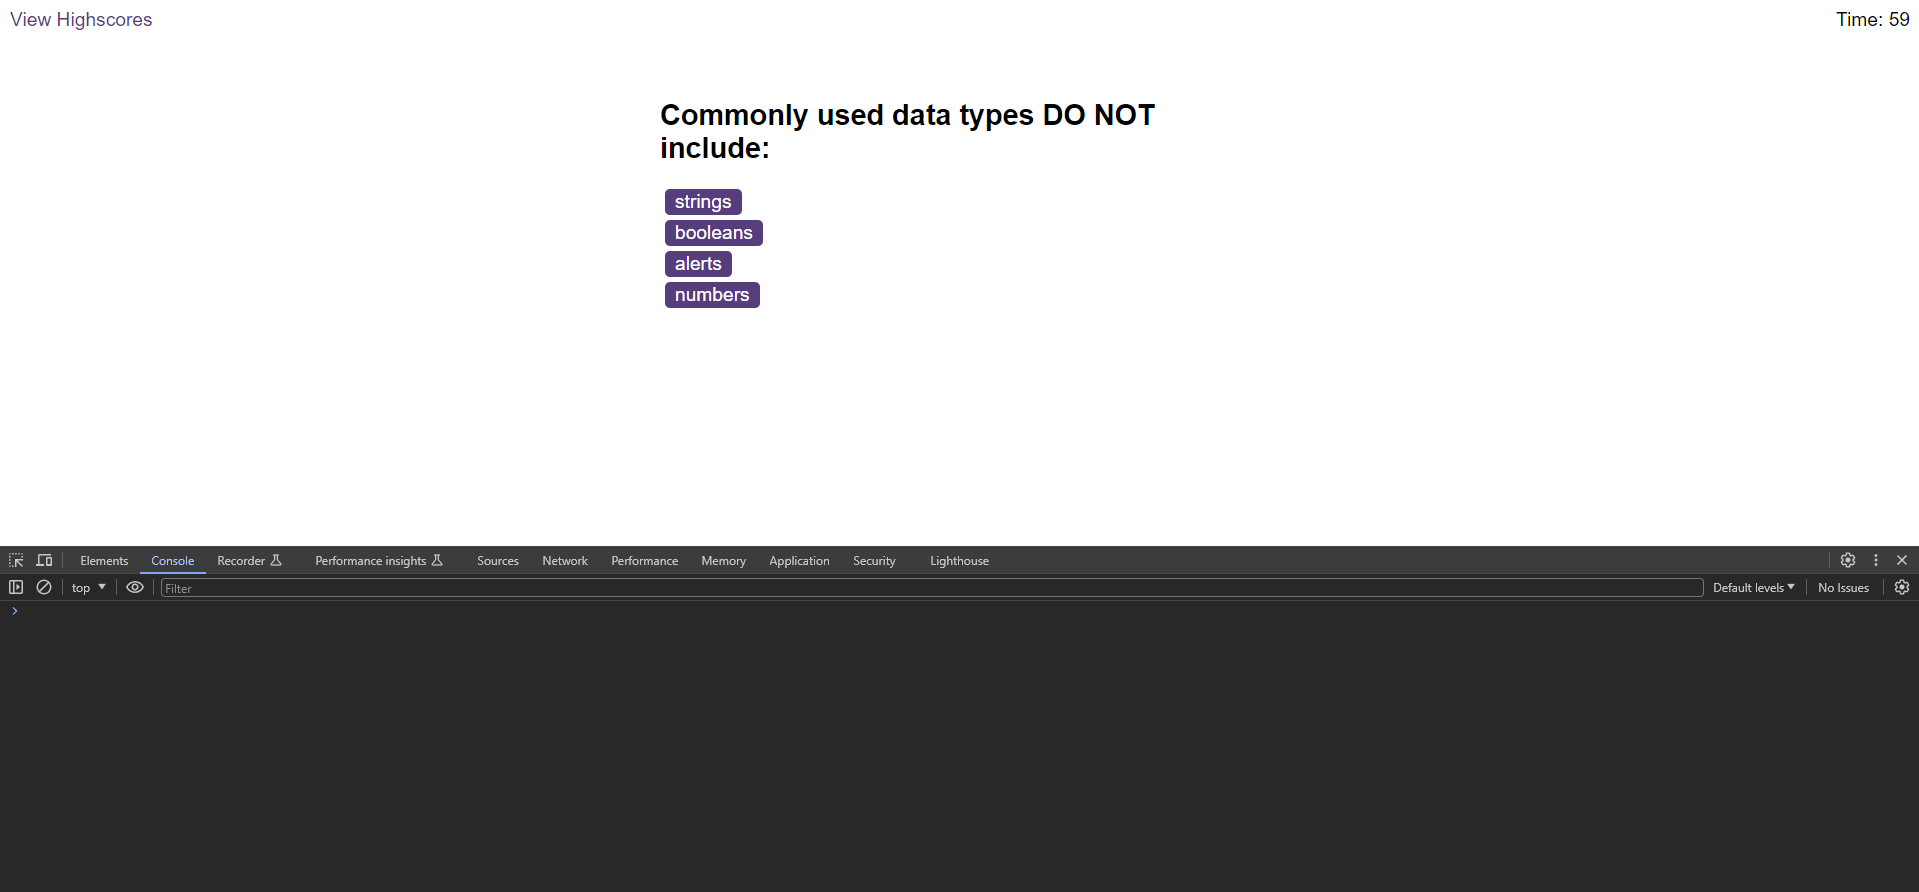 View Highscores
Time: 59
Commonly used data types DO NOT
include:
strings
booleans
alerts
numbers
Elements Console Recorder Performance insights Sources Network Performance Memory Application Security Lighthouse
top Filter Default levels No Issues